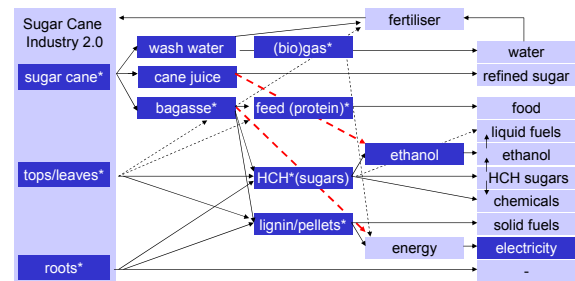 Sugar Cane
Industry 2.0
fertiliser
wash water
(bio)gas*
water
sugar cane*
cane juice
refined sugar
bagasse*
feed (protein)*
food
liquid fuels
ethanol
ethanol
tops/leaves*
HCH*(sugars)
HCH sugars
chemicals
lignin/pellets*
solid fuels
energy
electricity
roots*
-